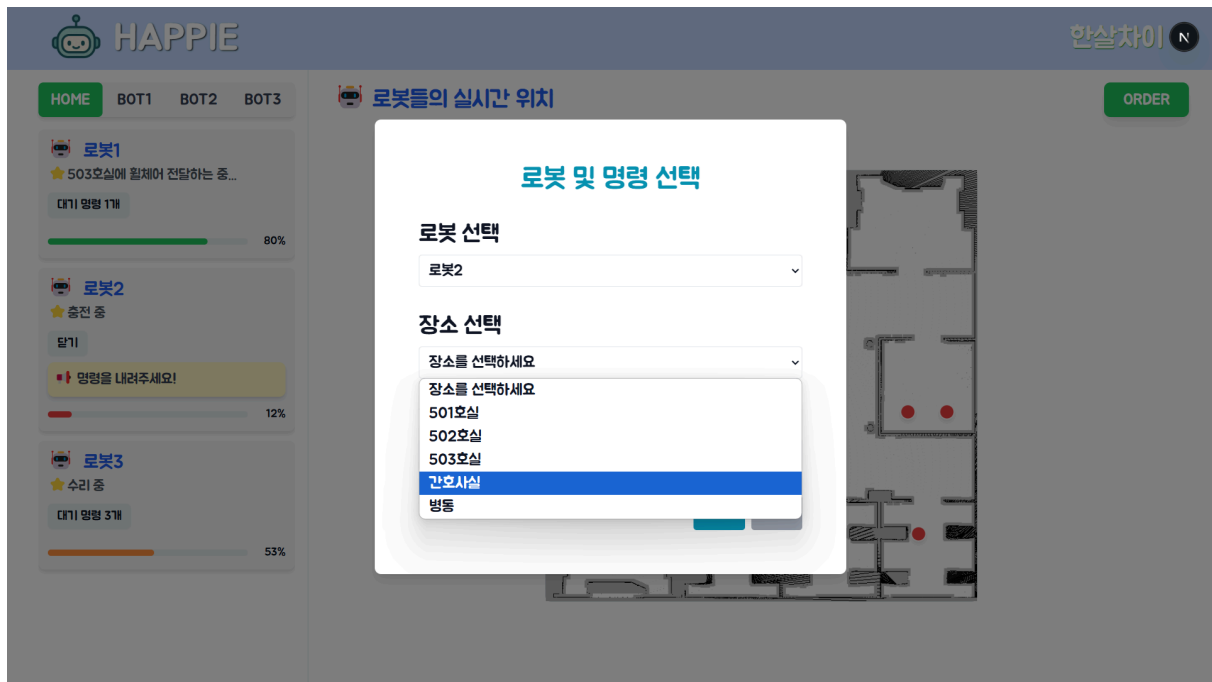 HAPPIE
한살차이
N
HOME BOT1 BOT2 BOT3
로봇들의 실시간 위치
ORDER
로봇1
503호실에 휠체어 전달하는 중...
대기 명령 1개
80%
로봇2
충전 중
닫기
명령을 내려주세요!
12%
로봇3
수리 중
대기 명령 3개
53%
로봇 및 명령 선택
로봇 선택
로봇2
장소 선택
장소를 선택하세요
장소를 선택하세요
501호실
502호실
503호실
간호사실
병동